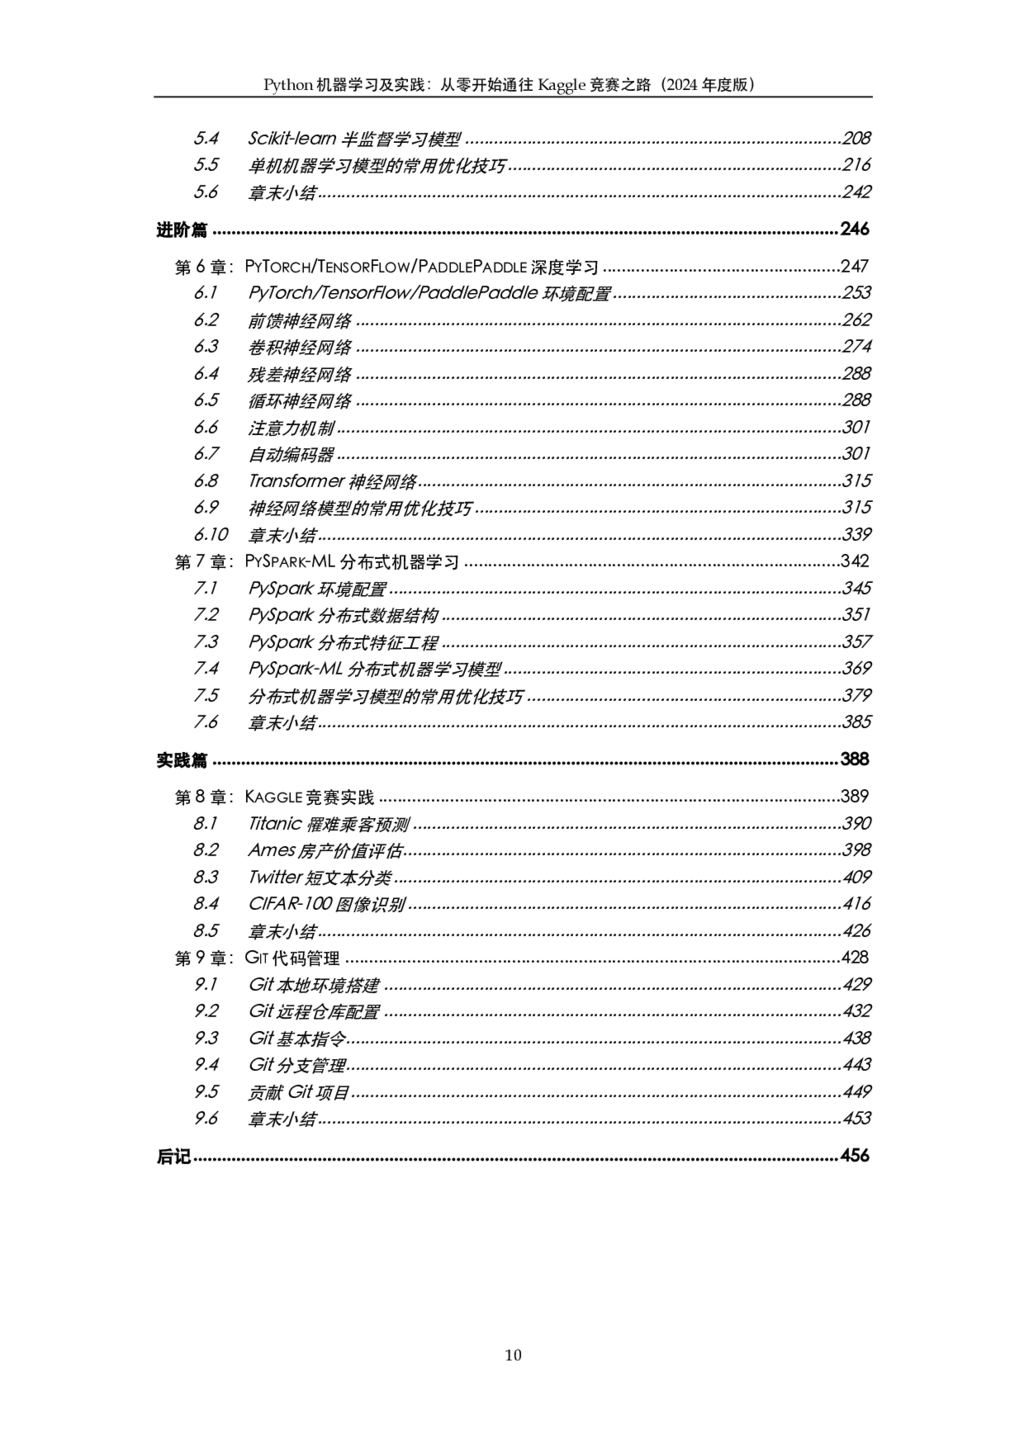 Python 机器学习及实践：从零开始通往 Kaggle 竞赛之路（2024 年度版）
5.4 Scikit-learn 半监督学习模型 208
5.5 单机机器学习模型的常用优化技巧 216
5.6 章末小结 242
进阶篇 246
第 6 章：PYTORCH/TENSORFLOW/PADDLEPADDLE 深度学习 247
6.1 PyTorch/TensorFlow/PaddlePaddle 环境配置 253
6.2 前馈神经网络 262
6.3 卷积神经网络 274
6.4 残差神经网络 288
6.5 循环神经网络 288
6.6 注意力机制 301
6.7 自动编码器 301
6.8 Transformer 神经网络 315
6.9 神经网络模型的常用优化技巧 315
6.10 章末小结 339
第 7 章：PYSPARK-ML 分布式机器学习 342
7.1 PySpark 环境配置 345
7.2 PySpark 分布式数据结构 351
7.3 PySpark 分布式特征工程 357
7.4 PySpark-ML 分布式机器学习模型 369
7.5 分布式机器学习模型的常用优化技巧 379
7.6 章末小结 385
实践篇 388
第 8 章：KAGGLE 竞赛实践 389
8.1 Titanic 罹难乘客预测 390
8.2 Ames 房产价值评估 398
8.3 Twitter 短文本分类 409
8.4 CIFAR-100 图像识别 416
8.5 章末小结 426
第 9 章：GIT 代码管理 428
9.1 Git 本地环境搭建 429
9.2 Git 远程仓库配置 432
9.3 Git 基本指令 438
9.4 Git 分支管理 443
9.5 贡献 Git 项目 449
9.6 章末小结 453
后记 456
10